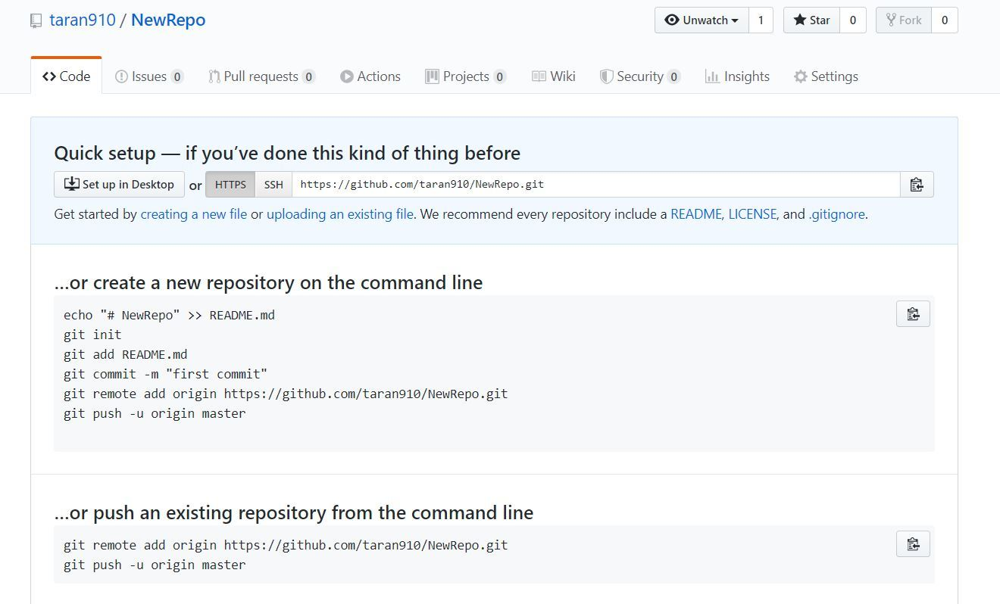 taran910 / NewRepo
Unwatch 1 Star 0 Fork 0
<> Code Issues 0 Pull requests 0 Actions Projects 0 Wiki Security 0 Insights Settings
Quick setup — if you’ve done this kind of thing before
Set up in Desktop or HTTPS SSH https://github.com/taran910/NewRepo.git
Get started by creating a new file or uploading an existing file. We recommend every repository include a README, LICENSE, and .gitignore.
…or create a new repository on the command line
echo "# NewRepo" >> README.md
git init
git add README.md
git commit -m "first commit"
git remote add origin https://github.com/taran910/NewRepo.git
git push -u origin master
…or push an existing repository from the command line
git remote add origin https://github.com/taran910/NewRepo.git
git push -u origin master